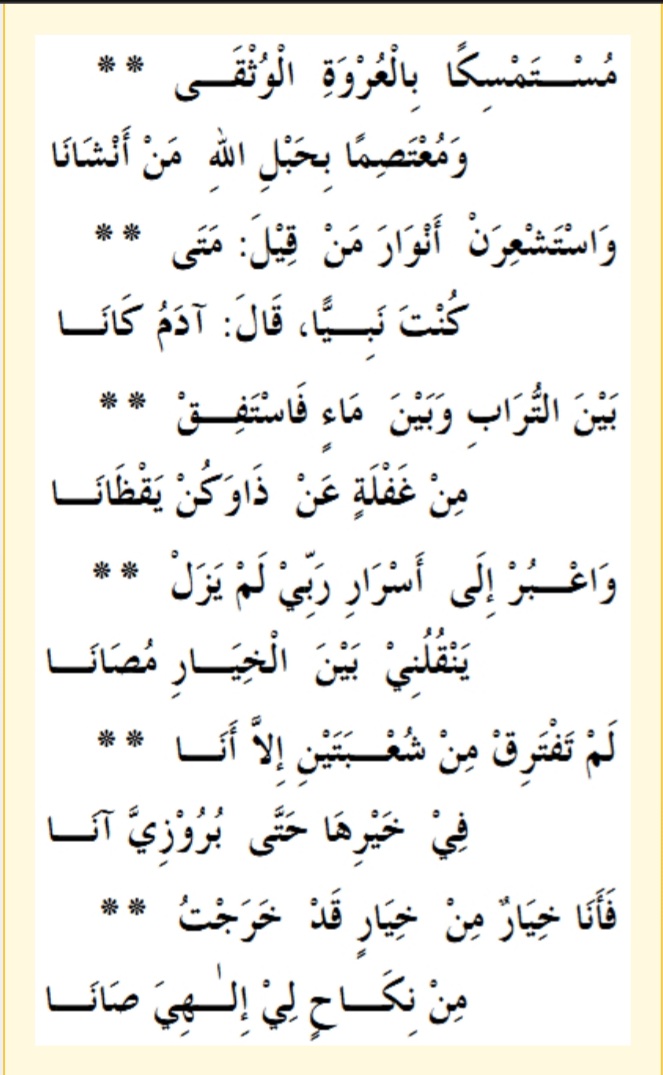 مُسْــتَمْسِكًا بِالْعُرْوَةِ الْوُثْقَــى **
وَمُعْتَصِمًا بِحَبْلِ اللهِ مَنْ أَنْشَانَا
وَاسْتَشْعِرَنْ أَنْوَارَ مَنْ قِيْلَ: مَتَى **
كُنْتَ نَبِــيًّا، قَالَ: آدَمُ كَانَــا
بَيْنَ التُّرَابِ وَبَيْنَ مَاءٍ فَاسْتَفِــقْ **
مِنْ غَفْلَةٍ عَنْ ذَاوَكُنْ يَقْظَانَــا
وَاعْــبُرْ إِلَى أَسْرَارِ رَبِّيْ لَمْ يَزَلْ **
يَنْقُلُنِيْ بَيْنَ الْخِيَــارِ مُصَانَــا
لَمْ تَفْتَرِقْ مِنْ شُعْــبَتَيْنِ إِلاَّ أَنَــا **
فِيْ خَيْرِهَا حَتَّى بُرُوْزِيَّ آنَــا
فَأَنَا خِيَارٌ مِنْ خِيَارٍ قَدْ خَرَجْتُ **
مِنْ نِكَــاحٍ لِيْ إِلــٰهِيَ صَانَــا